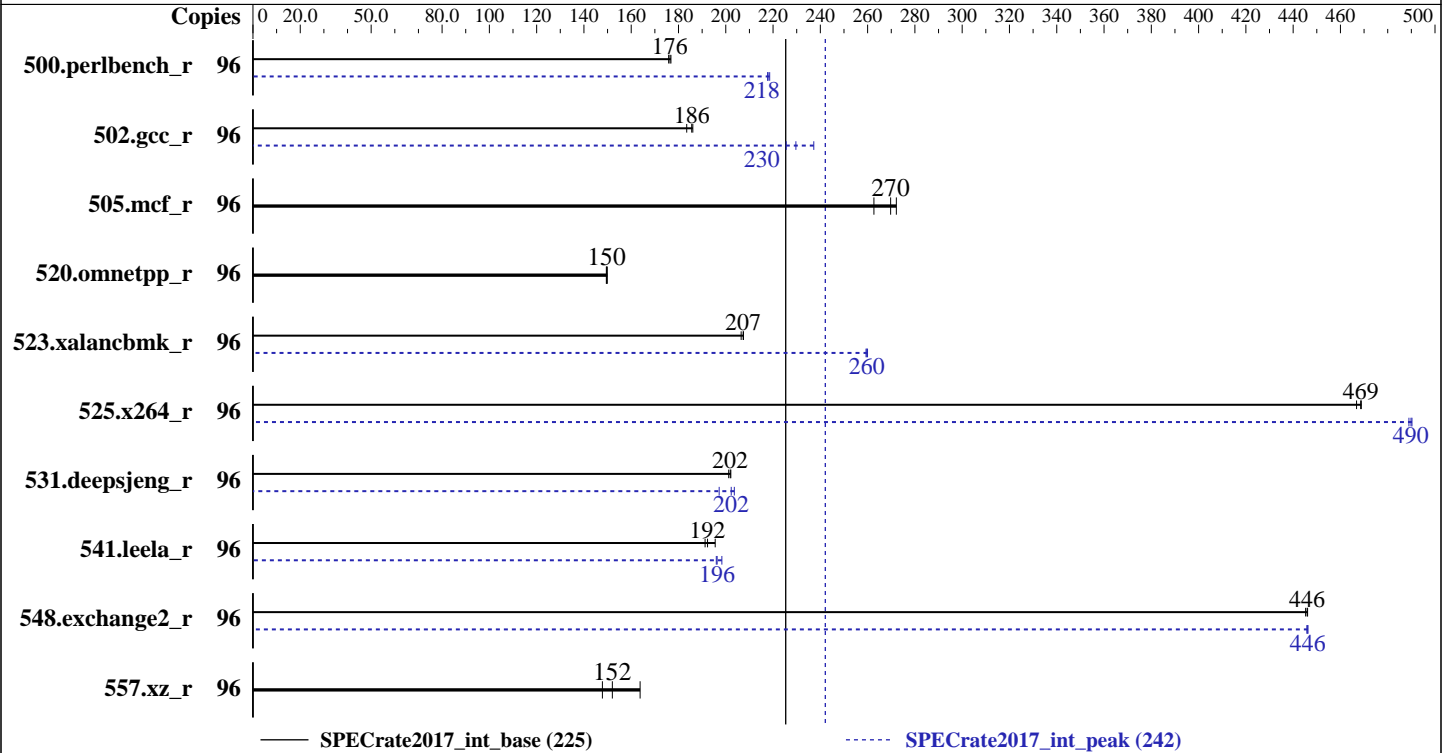 Copies 0 20.0 50.0 80.0 100 120 140 160 180 200 220 240 260 280 300 320 340 360 380 400 420 440 460 500
176
500.perlbench_r 96
218
186
502.gcc_r 96
230
270
505.mcf_r 96
150
520.omnetpp_r 96
207
523.xalancbmk_r 96
260
469
525.x264_r 96
490
202
531.deepsjeng_r 96
202
192
541.leela_r 96
196
446
548.exchange2_r 96
446
152
557.xz_r 96
SPECrate2017_int_base (225) SPECrate2017_int_peak (242)